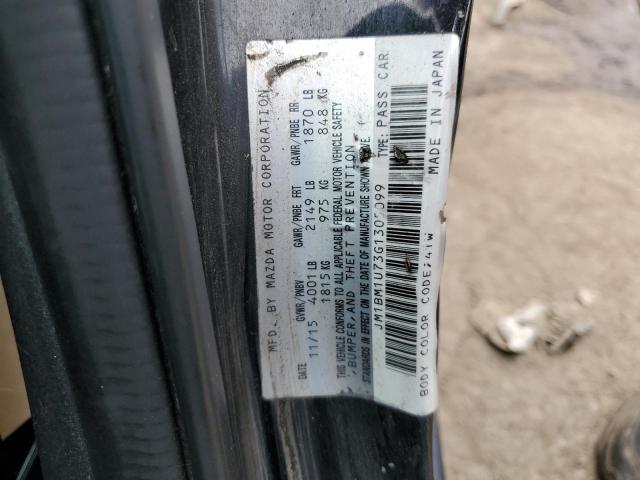 MFD. BY MAZDA MOTOR CORPORATION
DATE GVWR/PNBV GAWR/PNBE FRT GAWR/PNBE RR
11/15 4001 LB 2149 LB 1870 LB
1815 KG 975 KG 848 KG
THIS VEHICLE CONFORMS TO ALL APPLICABLE FEDERAL MOTOR VEHICLE SAFETY
,BUMPER,AND THEFT PREVENTION
STANDARDS IN EFFECT ON THE DATE OF MANUFACTURE SHOWN
JM1BM1U73G1305099 TYPE: PASS CAR
BODY COLOR CODE:41W MADE IN JAPAN